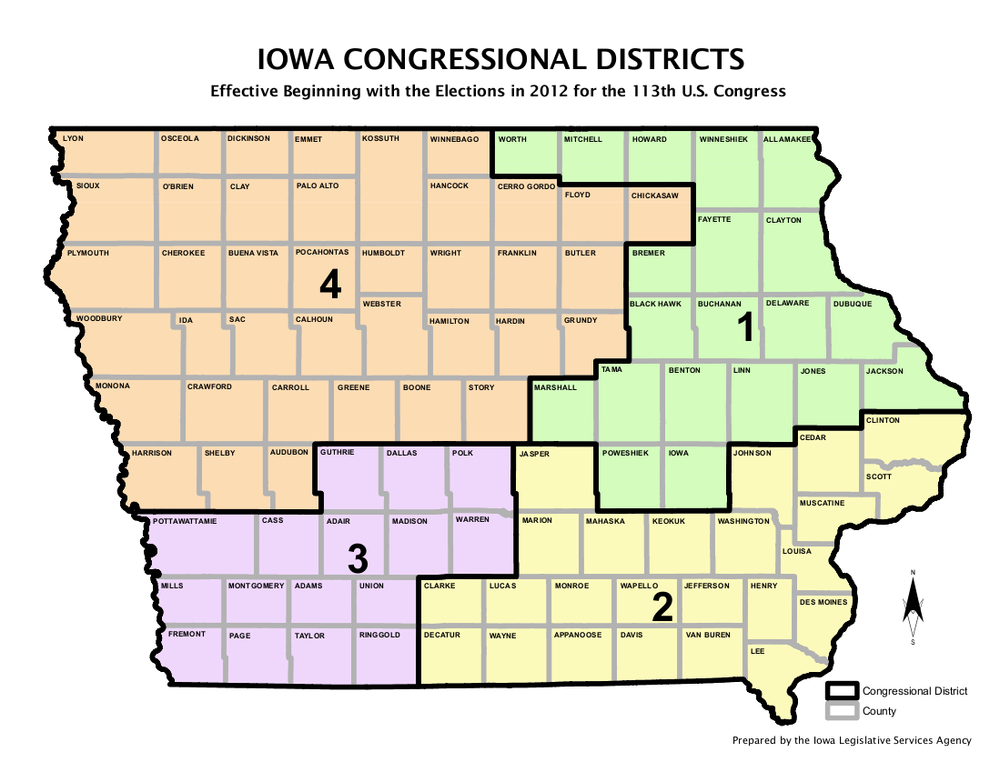 IOWA CONGRESSIONAL DISTRICTS
Effective Beginning with the Elections in 2012 for the 113th U.S. Congress
LYON OSCEOLA DICKINSON EMMET KOSSUTH WINNEBAGO WORTH MITCHELL HOWARD WINNESHIEK ALLAMAKEE
SIOUX O'BRIEN CLAY PALO ALTO HANCOCK CERRO GORDO FLOYD CHICKASAW
FAYETTE CLAYTON
PLYMOUTH CHEROKEE BUENA VISTA POCAHONTAS HUMBOLDT WRIGHT FRANKLIN BUTLER BREMER
4
WEBSTER BLACK HAWK BUCHANAN DELAWARE DUBUQUE
WOODBURY IDA SAC CALHOUN HAMILTON HARDIN GRUNDY
1
TAMA BENTON LINN JONES JACKSON
MONONA CRAWFORD CARROLL GREENE BOONE STORY MARSHALL
CLINTON
CEDAR
HARRISON SHELBY AUDUBON GUTHRIE DALLAS POLK JASPER POWESHIEK IOWA JOHNSON
SCOTT
MUSCATINE
POTTAWATTAMIE CASS ADAIR MADISON WARREN MARION MAHASKA KEOKUK WASHINGTON
LOUISA
3
MILLS MONTGOMERY ADAMS UNION CLARKE LUCAS MONROE WAPELLO JEFFERSON HENRY
DES MOINES
2
FREMONT PAGE TAYLOR RINGGOLD DECATUR WAYNE APPANOOSE DAVIS VAN BUREN
LEE
N
S
Congressional District
County
Prepared by the Iowa Legislative Services Agency